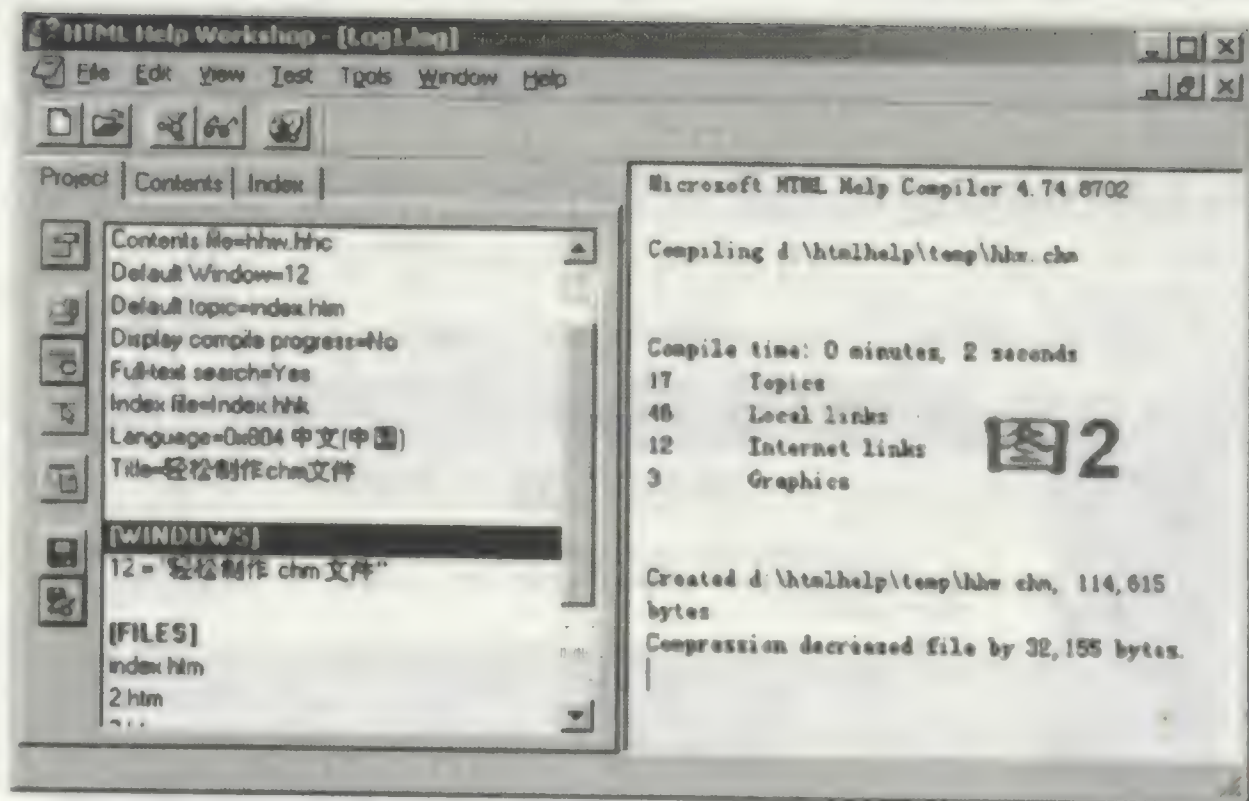 HTML Help Workshop - [Log1.log]
File Edit View Test Tools Window Help
Project Contents Index
Contents file=hhw.hhc
Default Window=12
Default topic=index.htm
Display compile progress=No
Full-text search=Yes
Index file=Index.hhk
Language=0x804 中文(中国)
Title=轻松制作chm文件
[WINDOWS]
12 = "轻松制作 chm 文件"
[FILES]
index.htm
2.htm
Microsoft HTML Help Compiler 4.74.8702
Compiling d:\htmlhelp\temp\hhw.chm
Compile time: 0 minutes, 2 seconds
17 Topics
46 Local links
12 Internet links
3 Graphics
图2
Created d:\htmlhelp\temp\hhw.chm, 114,615
bytes
Compression decreased file by 32,155 bytes.